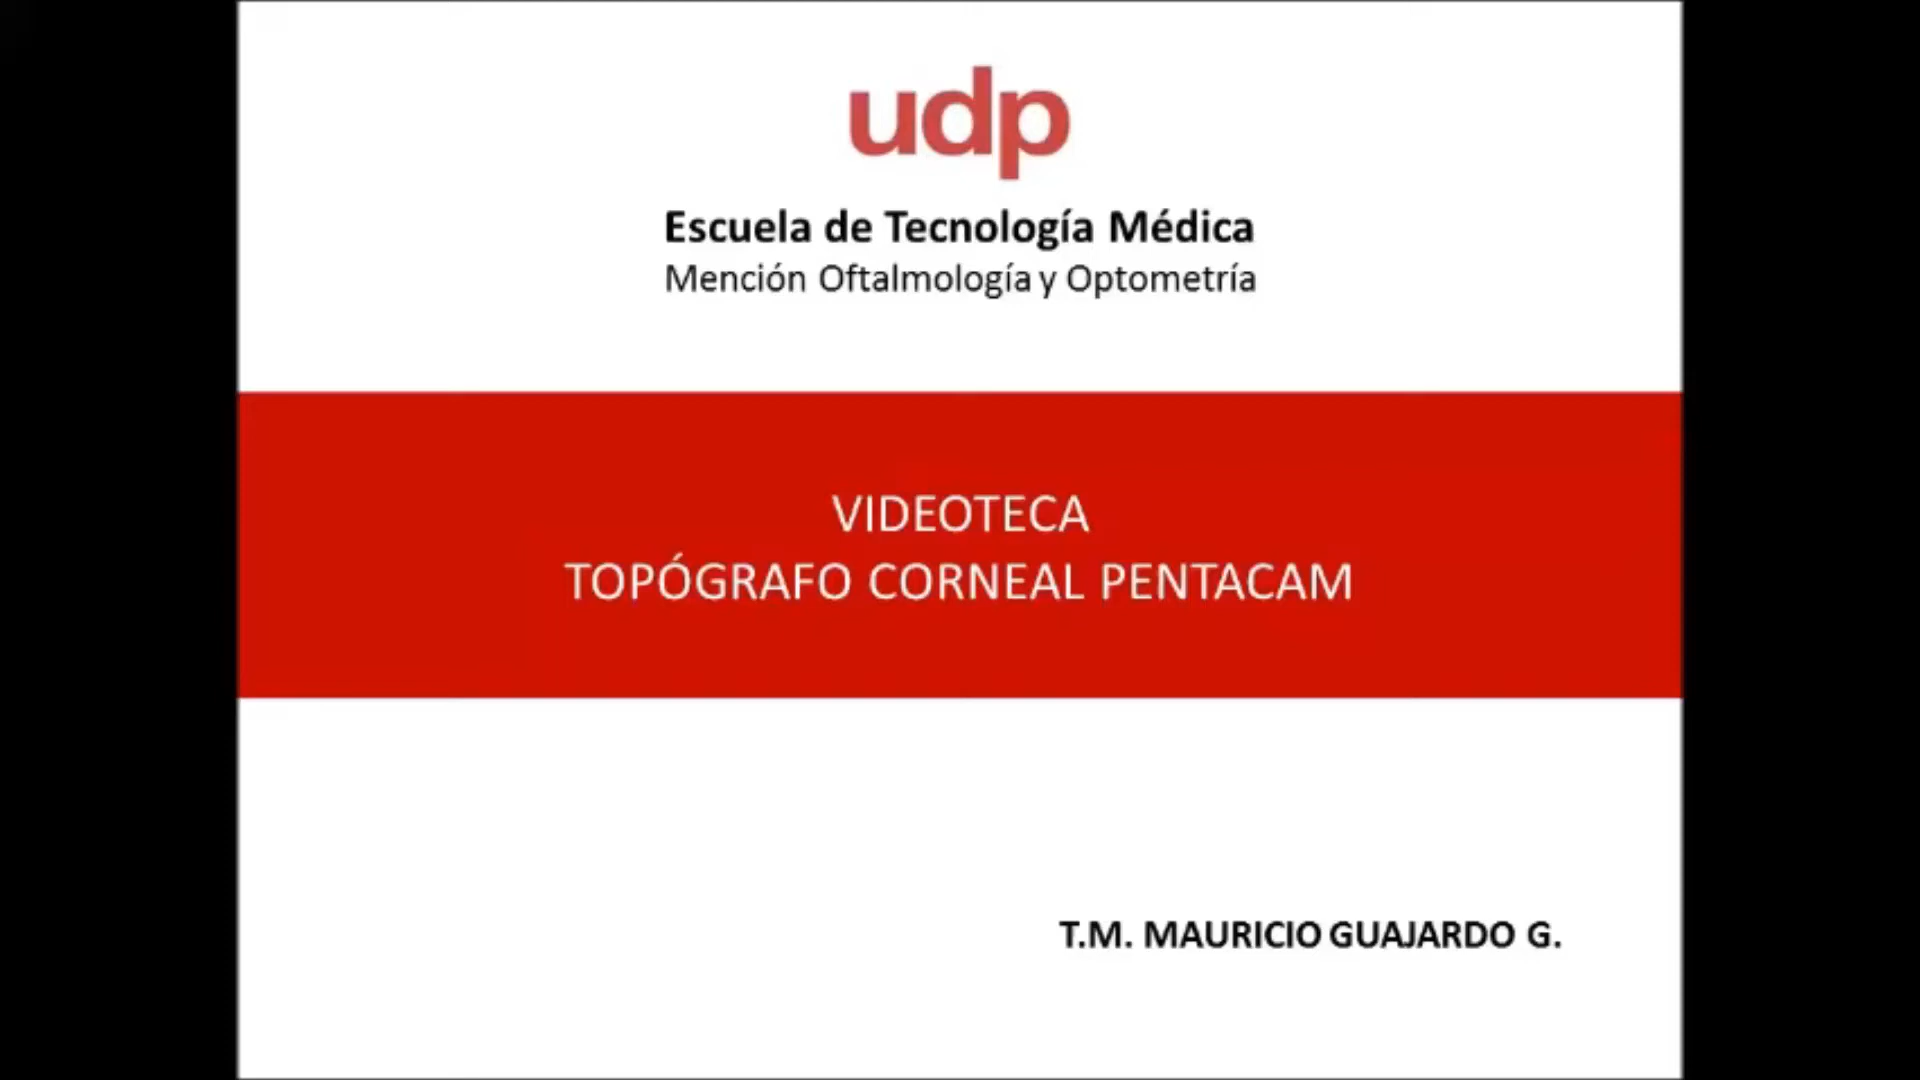 udp
Escuela de Tecnología Médica
Mención Oftalmología y Optometría
VIDEOTECA
TOPÓGRAFO CORNEAL PENTACAM
T.M. MAURICIO GUAJARDO G.